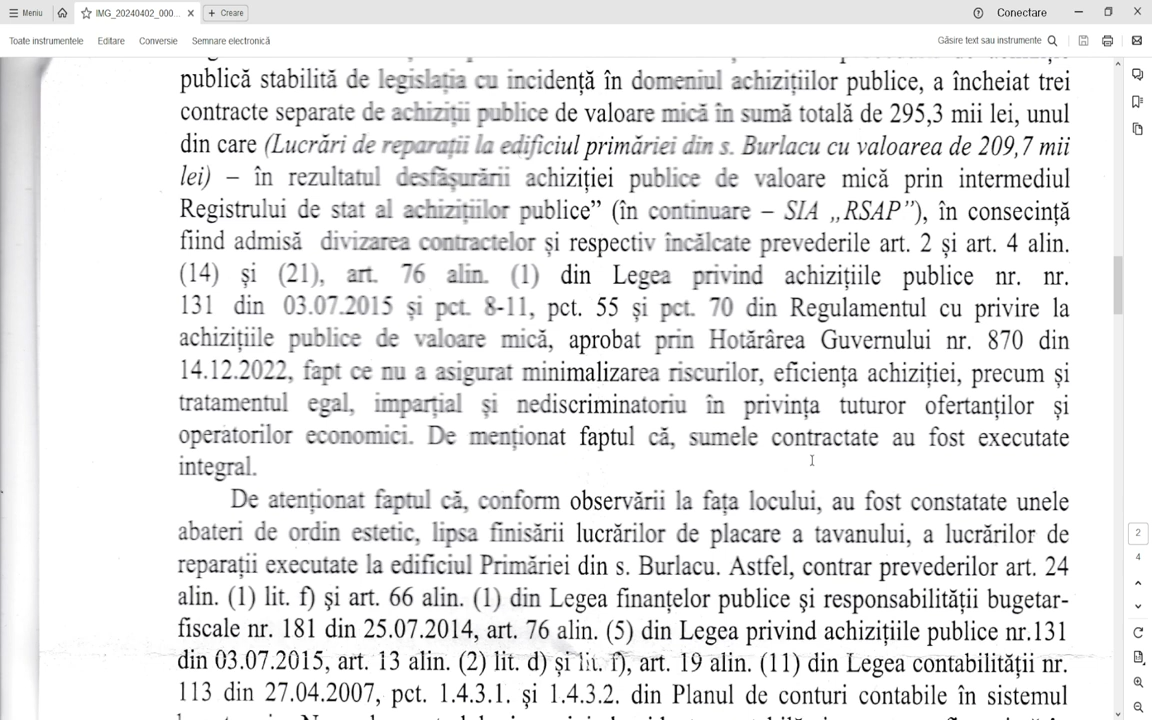 Meniu
IMG_20240402_000...
Creare
Conectare
Toate instrumentele
Editare
Conversie
Semnare electronică
Găsire text sau instrumente
publică stabilită de legislația cu incidență în domeniul achizițiilor publice, a încheiat trei
contracte separate de achiziții publice de valoare mică în sumă totală de 295,3 mii lei, unul
din care (Lucrări de reparații la edificiul primăriei din s. Burlacu cu valoarea de 209,7 mii
lei) – în rezultatul desfășurării achiziției publice de valoare mică prin intermediul
Registrului de stat al achizițiilor publice” (în continuare – SIA „RSAP”), în consecință
fiind admisă divizarea contractelor și respectiv încălcate prevederile art. 2 și art. 4 alin.
(14) și (21), art. 76 alin. (1) din Legea privind achizițiile publice nr. nr.
131 din 03.07.2015 și pct. 8-11, pct. 55 și pct. 70 din Regulamentul cu privire la
achizițiile publice de valoare mică, aprobat prin Hotărârea Guvernului nr. 870 din
14.12.2022, fapt ce nu a asigurat minimalizarea riscurilor, eficiența achiziției, precum și
tratamentul egal, imparțial și nediscriminatoriu în privința tuturor ofertanților și
operatorilor economici. De menționat faptul că, sumele contractate au fost executate
integral.
De atenționat faptul că, conform observării la fața locului, au fost constatate unele
abateri de ordin estetic, lipsa finisării lucrărilor de placare a tavanului, a lucrărilor de
reparații executate la edificiul Primăriei din s. Burlacu. Astfel, contrar prevederilor art. 24
alin. (1) lit. f) și art. 66 alin. (1) din Legea finanțelor publice și responsabilității bugetar-
fiscale nr. 181 din 25.07.2014, art. 76 alin. (5) din Legea privind achizițiile publice nr.131
din 03.07.2015, art. 13 alin. (2) lit. d) și lit. f), art. 19 alin. (11) din Legea contabilității nr.
113 din 27.04.2007, pct. 1.4.3.1. și 1.4.3.2. din Planul de conturi contabile în sistemul
2
4